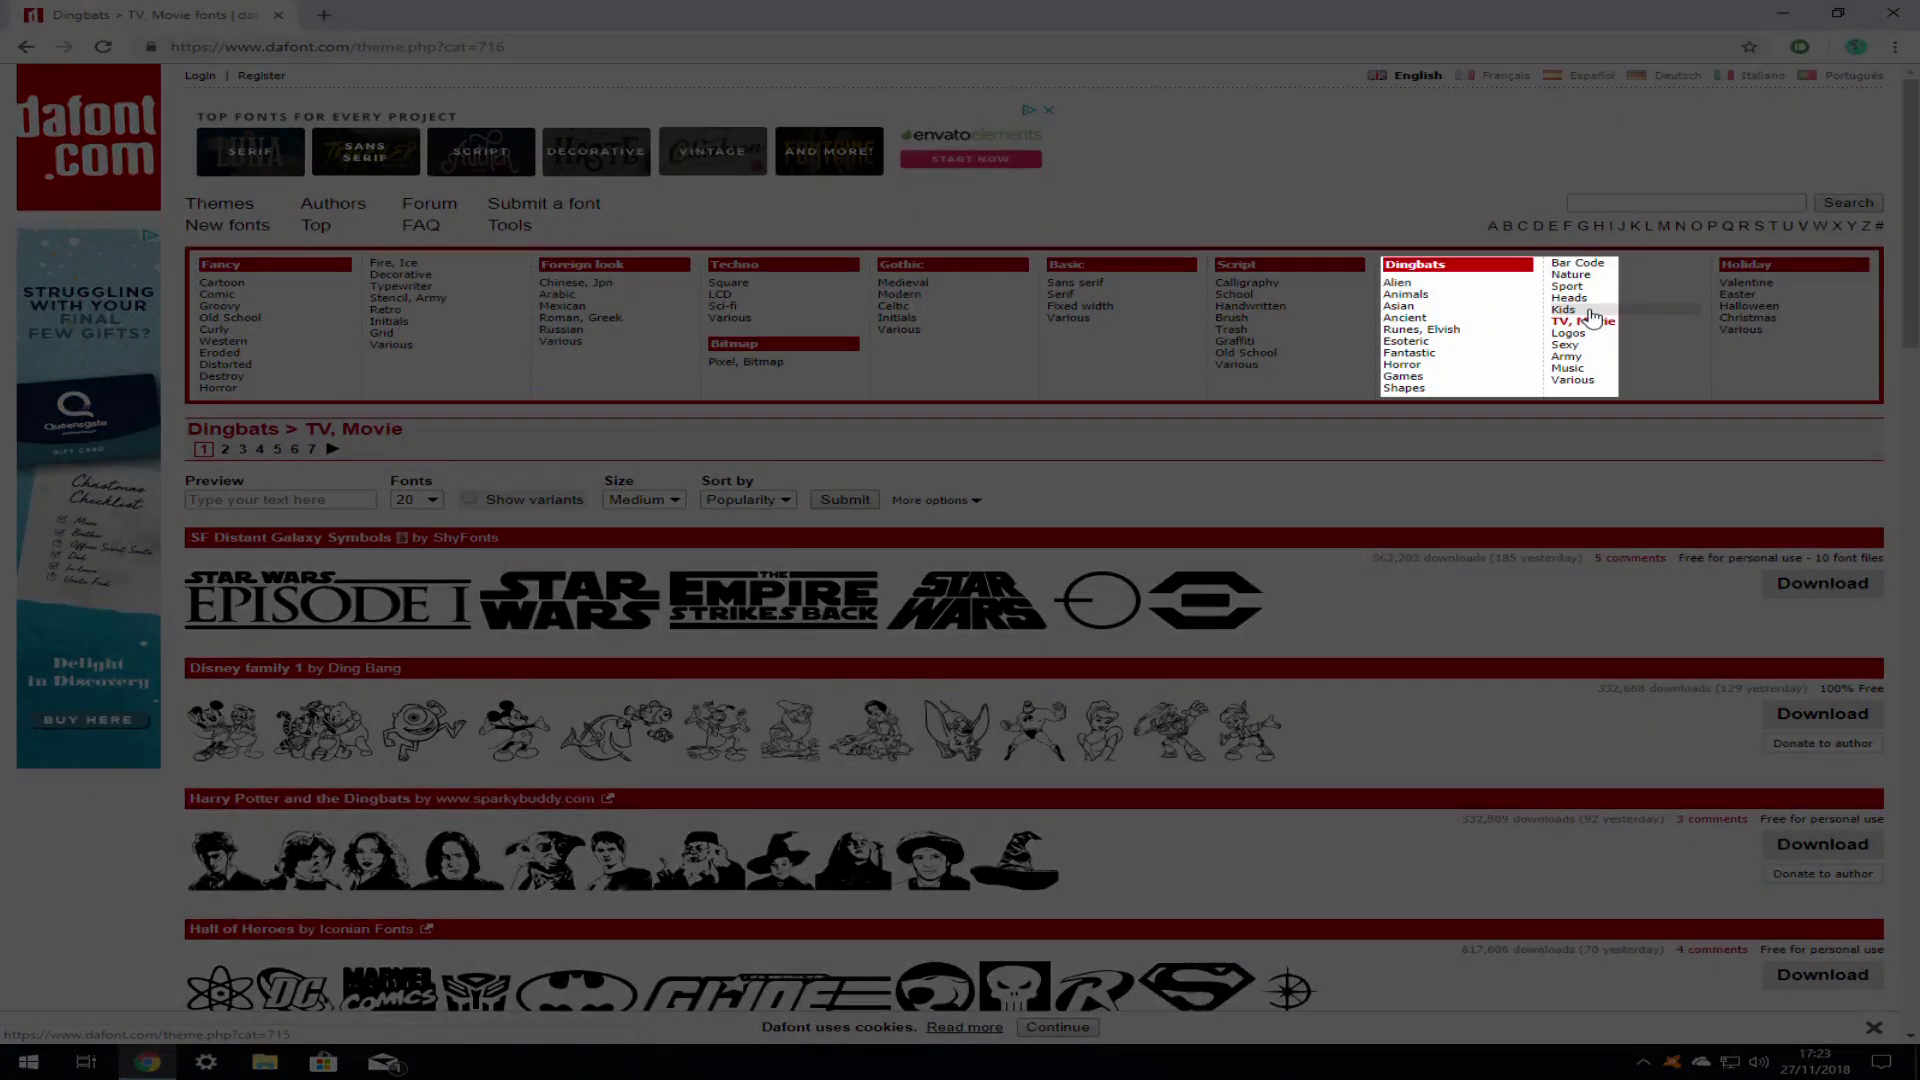 Dingbats > TV, Movie fonts | da
https://www.dafont.com/theme.php?cat=716
dafont
.com
Login | Register
English Français Español Deutsch Italiano Português
TOP FONTS FOR EVERY PROJECT
SERIF
SANS
SERIF
SCRIPT
DECORATIVE
VINTAGE
AND MORE!
envatoelements
START NOW
Themes Authors Forum Submit a font
New fonts Top FAQ Tools
Search
A B C D E F G H I J K L M N O P Q R S T U V W X Y Z #
Fancy
Cartoon
Comic
Groovy
Old School
Curly
Western
Eroded
Distorted
Destroy
Horror
Fire, Ice
Decorative
Typewriter
Stencil, Army
Retro
Initials
Grid
Various
Foreign look
Chinese, Jpn
Arabic
Mexican
Roman, Greek
Russian
Various
Techno
Square
LCD
Sci-fi
Various
Bitmap
Pixel, Bitmap
Gothic
Medieval
Modern
Celtic
Initials
Various
Basic
Sans serif
Serif
Fixed width
Various
Script
Calligraphy
School
Handwritten
Brush
Trash
Graffiti
Old School
Various
Dingbats
Alien
Animals
Asian
Ancient
Runes, Elvish
Esoteric
Fantastic
Horror
Games
Shapes
Bar Code
Nature
Sport
Heads
Kids
TV, Movie
Logos
Sexy
Army
Music
Various
Holiday
Valentine
Easter
Halloween
Christmas
Various
STRUGGLING
WITH YOUR
FINAL
FEW GIFTS?
Queensgate
GIFT CARD
Christmas
Checklist
Mum
Brother
Office Secret Santa
Dad
Delight
in Discovery
BUY HERE
Dingbats > TV, Movie
1 2 3 4 5 6 7
Preview Fonts Size Sort by
Type your text here 20 Show variants Medium Popularity Submit More options
SF Distant Galaxy Symbols by ShyFonts
562,203 downloads (185 yesterday) 5 comments Free for personal use - 10 font files
Download
STAR WARS
EPISODE I
STAR
WARS
THE
EMPIRE
STRIKES BACK
STAR
WARS
Disney family 1 by Ding Bang
332,668 downloads (129 yesterday) 100% Free
Download
Donate to author
Harry Potter and the Dingbats by www.sparkybuddy.com
332,809 downloads (92 yesterday) 3 comments Free for personal use
Download
Donate to author
Hall of Heroes by Iconian Fonts
617,606 downloads (70 yesterday) 4 comments Free for personal use
Download
DC
MARVEL
COMICS
G.I. JOE
R
S
Dafont uses cookies. Read more Continue
https://www.dafont.com/theme.php?cat=715
17:23
27/11/2018